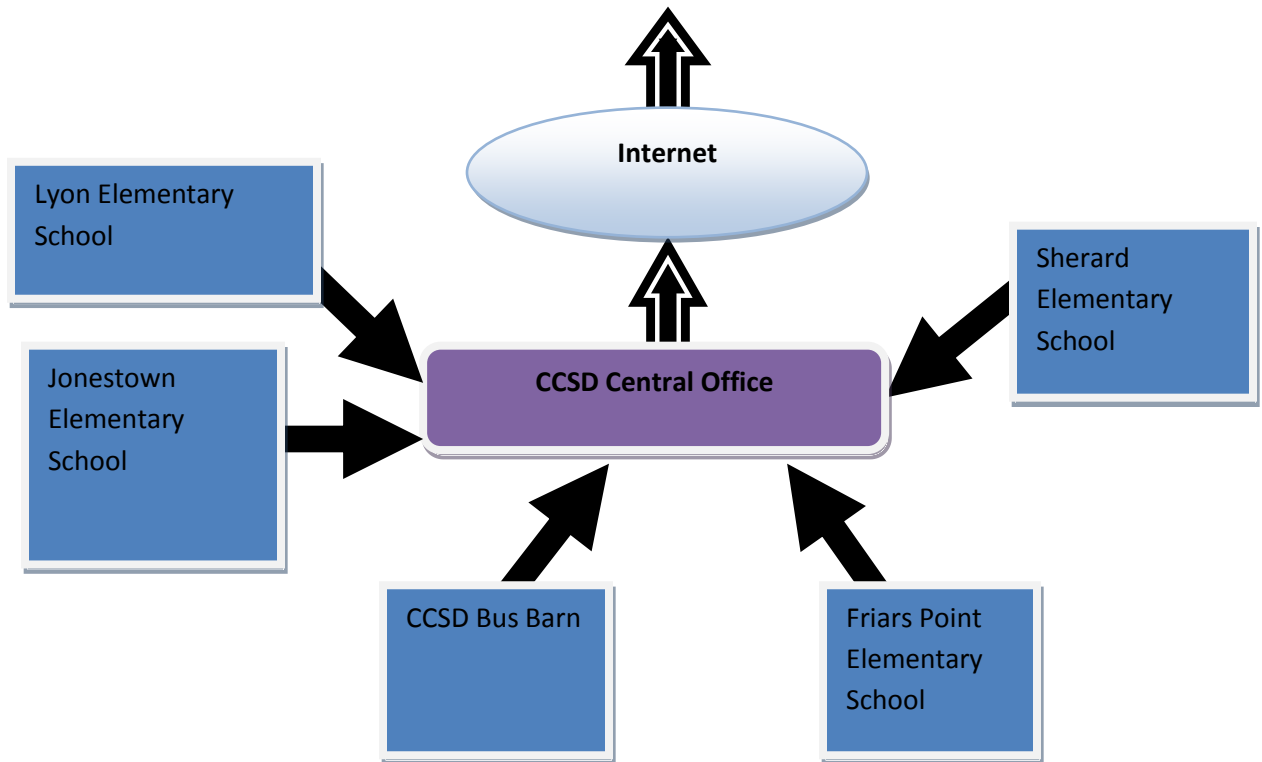 Internet
Lyon Elementary
School
Sherard
Elementary
School
CCSD Central Office
Jonestown
Elementary
School
CCSD Bus Barn
Friars Point
Elementary
School